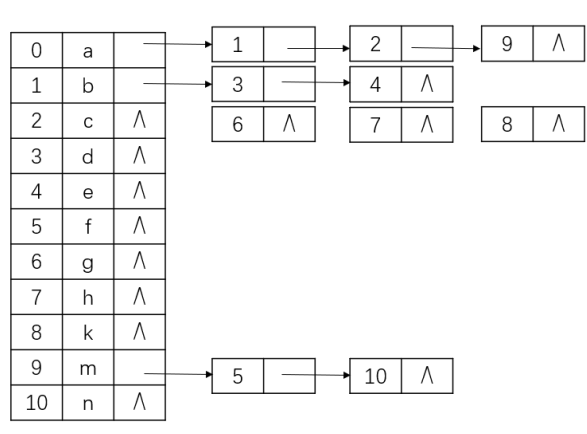 0 a 1 2 9 Λ
1 b 3 4 Λ
2 c Λ 6 Λ 7 Λ 8 Λ
3 d Λ
4 e Λ
5 f Λ
6 g Λ
7 h Λ
8 k Λ
9 m 5 10 Λ
10 n Λ